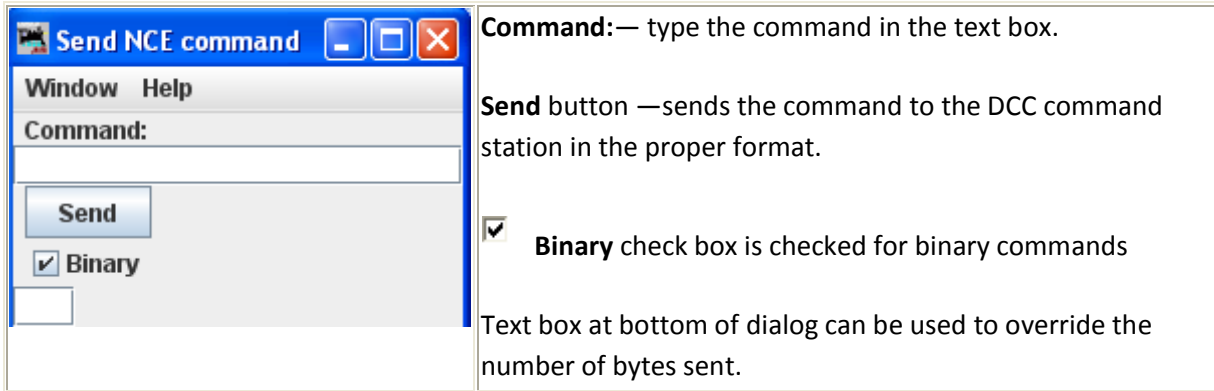 Send NCE command
Window Help
Command:
Send
Binary
Command:— type the command in the text box.
Send button —sends the command to the DCC command
station in the proper format.
Binary check box is checked for binary commands
Text box at bottom of dialog can be used to override the
number of bytes sent.